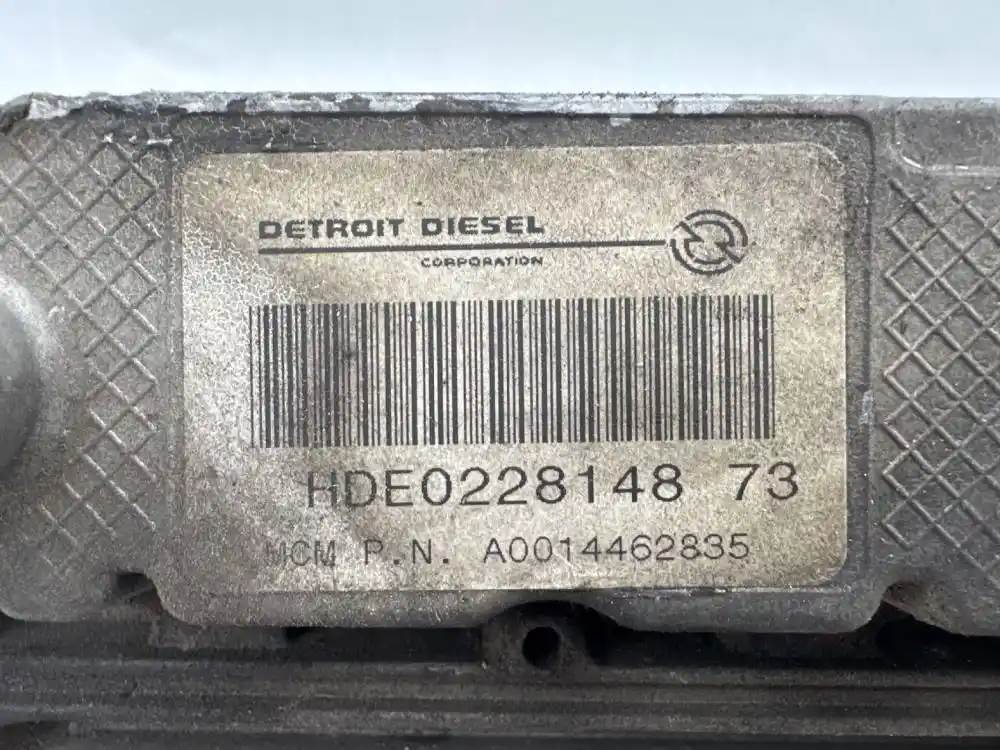 DETROIT DIESEL
CORPORATION
HDE0228148 73
MCM P.N. A0014462835